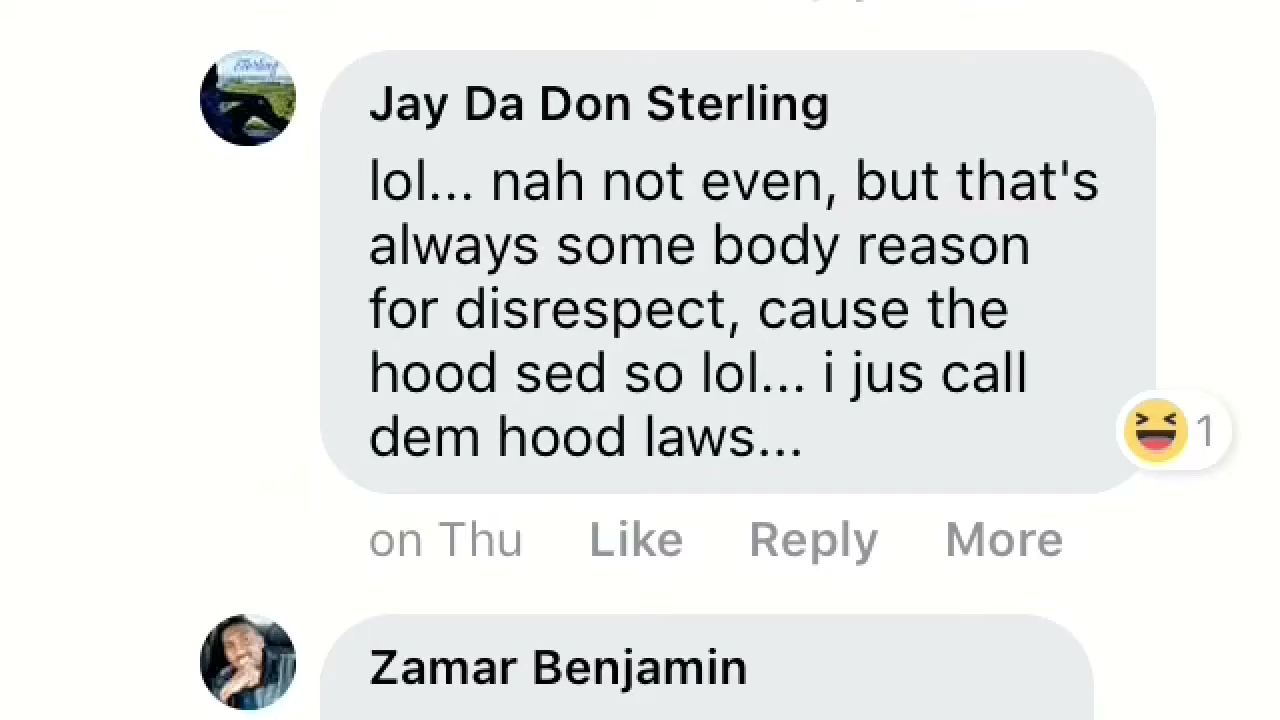 Jay Da Don Sterling
lol... nah not even, but that's
always some body reason
for disrespect, cause the
hood sed so lol... i jus call
dem hood laws...
1
on Thu Like Reply More
Zamar Benjamin